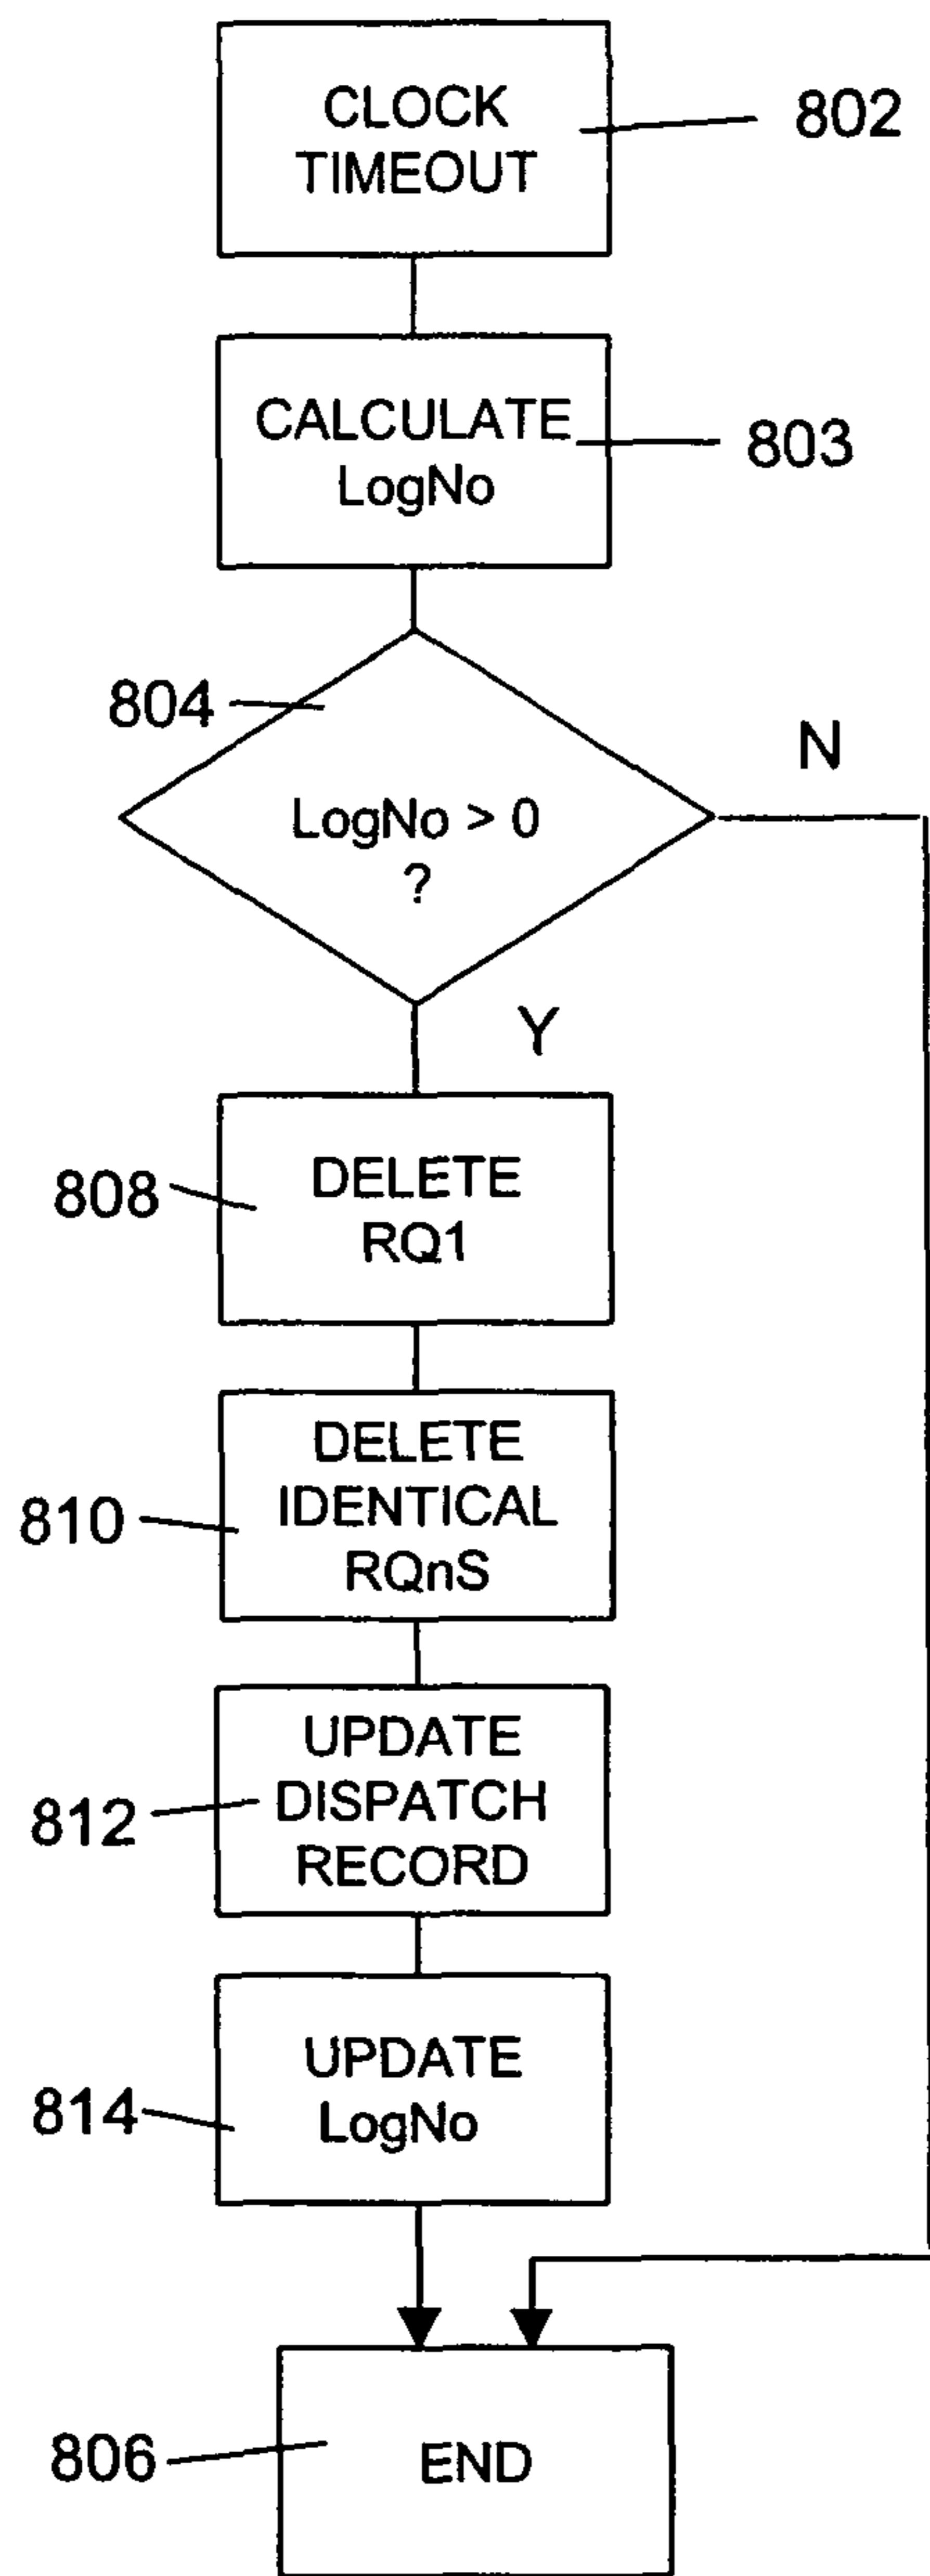 CLOCK
TIMEOUT
802
CALCULATE
LogNo
803
804
N
LogNo > 0
?
Y
808
DELETE
RQ1
810
DELETE
IDENTICAL
RQnS
812
UPDATE
DISPATCH
RECORD
814
UPDATE
LogNo
806
END